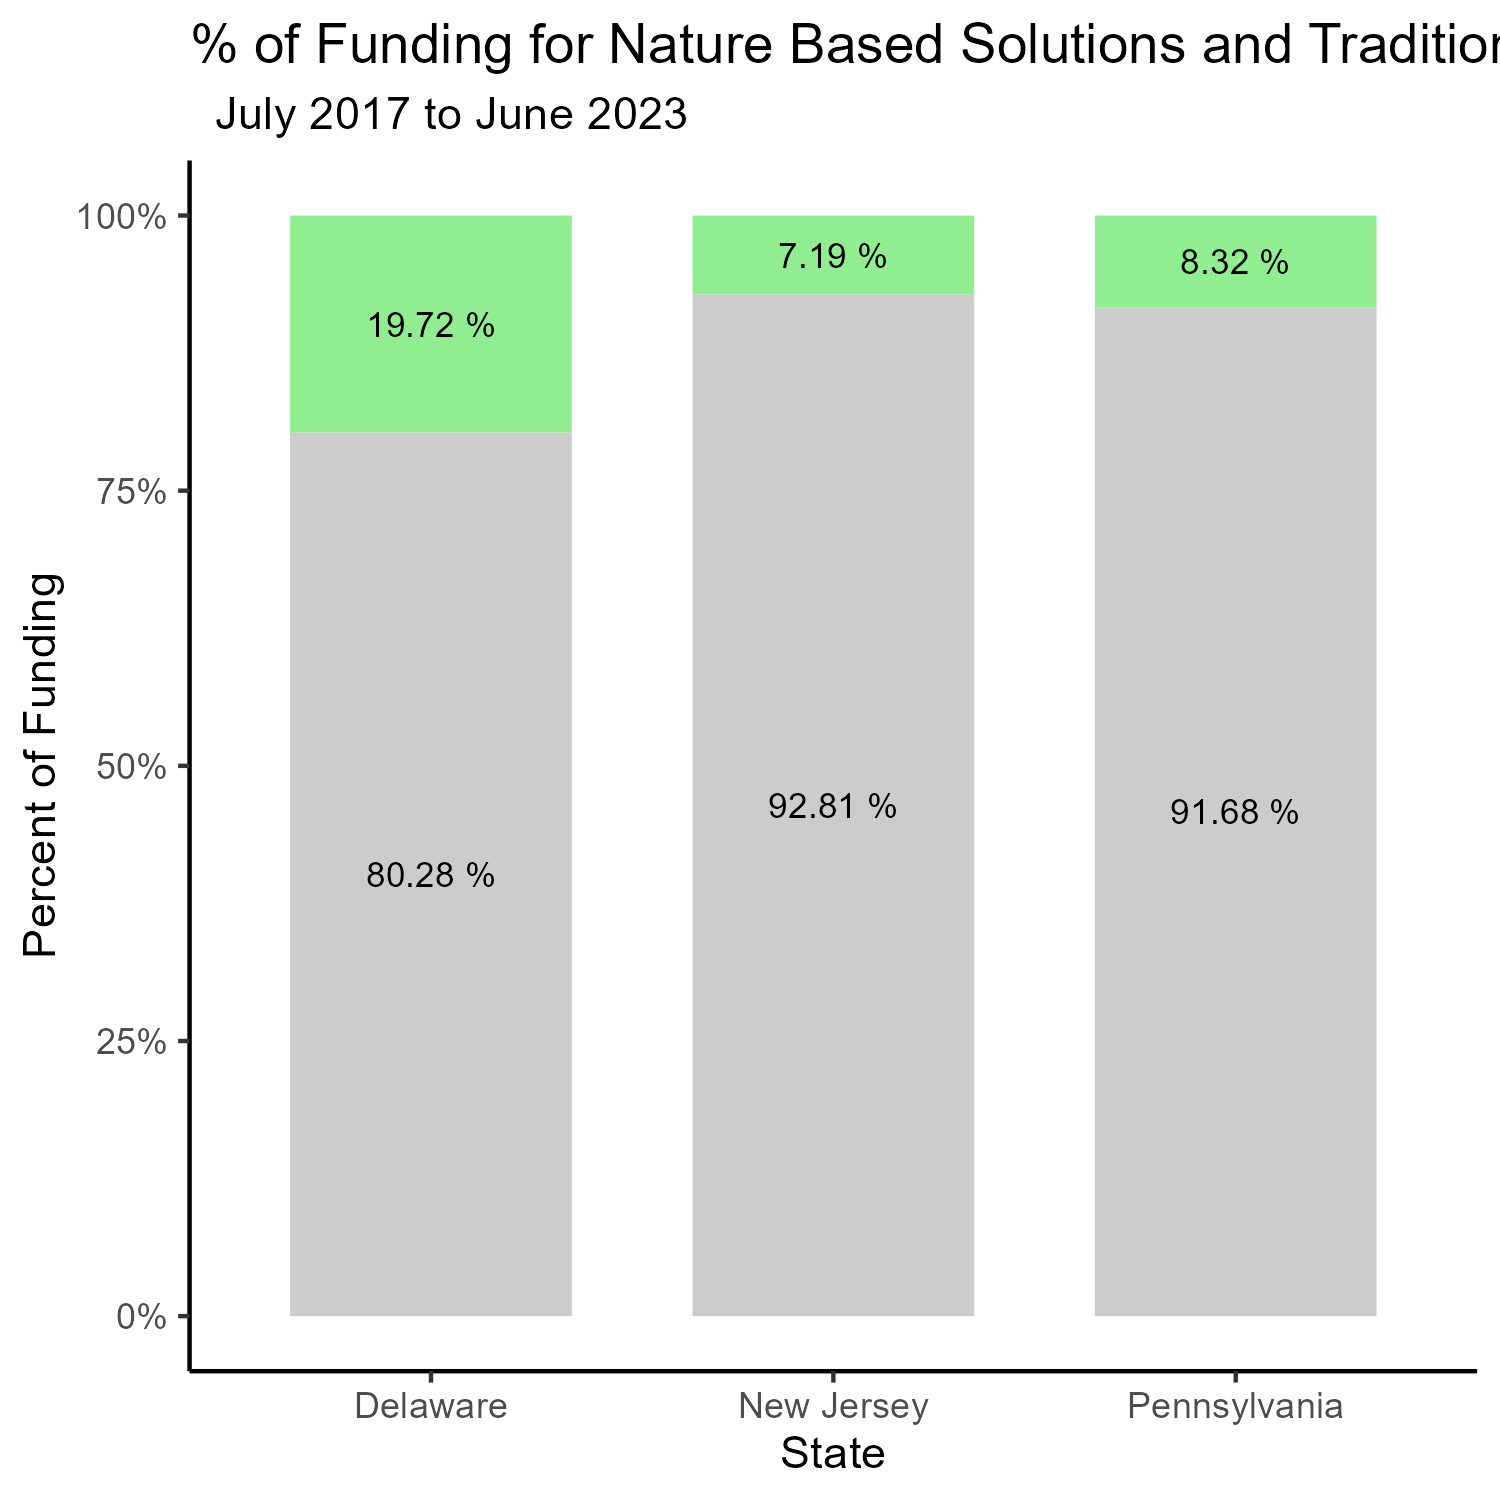 % of Funding for Nature Based Solutions and
July 2017 to June 2023
100%
75%
50%
25%
0%
Percent of Funding
19.72 %
80.28 %
7.19 %
92.81 %
8.32 %
91.68 %
Delaware
New Jersey
Pennsylvania
State